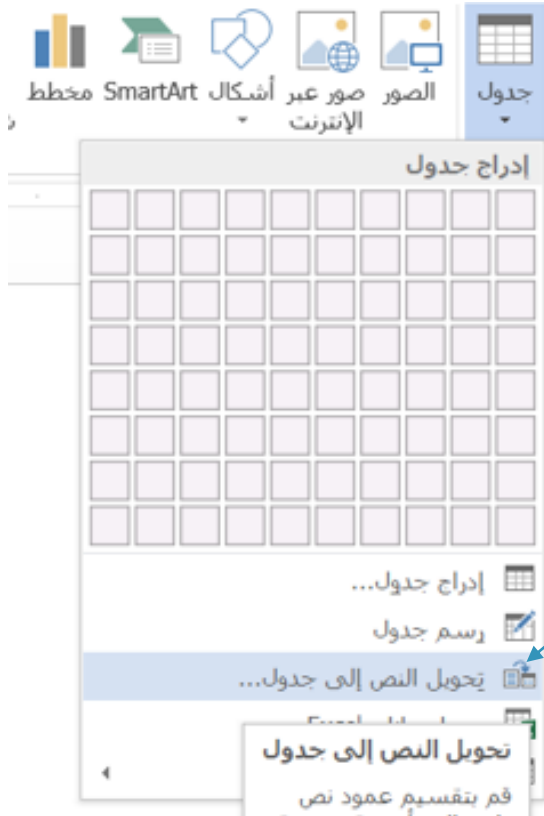 جدول
الصور
صور عبر الإنترنت
أشكال
SmartArt
مخطط
إدراج جدول
إدراج جدول...
رسم جدول
تحويل النص إلى جدول...
Excel
تحويل النص إلى جدول
قم بتقسيم عمود نص